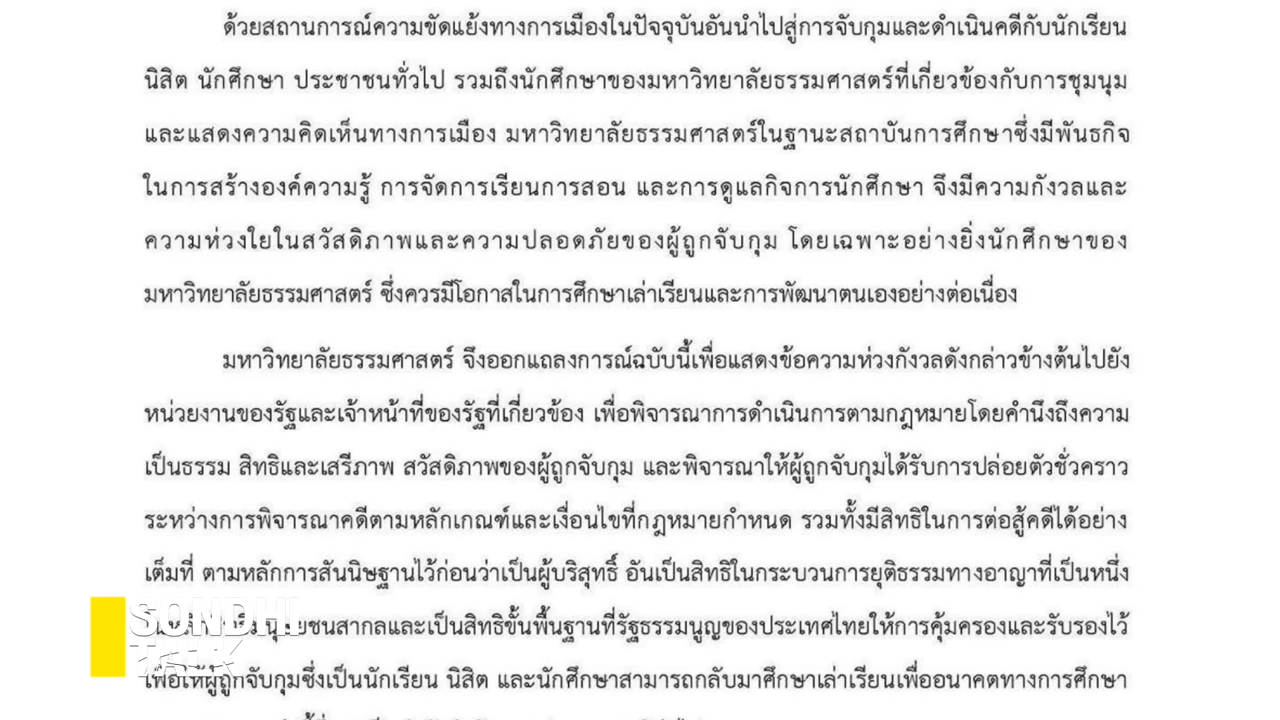 ด้วยสถานการณ์ความขัดแย้งทางการเมืองในปัจจุบันอันนำไปสู่การจับกุมและดำเนินคดีกับนักเรียน
นิสิต นักศึกษา ประชาชนทั่วไป รวมถึงนักศึกษาของมหาวิทยาลัยธรรมศาสตร์ที่เกี่ยวข้องกับการชุมนุม
และแสดงความคิดเห็นทางการเมือง มหาวิทยาลัยธรรมศาสตร์ในฐานะสถาบันการศึกษาซึ่งมีพันธกิจ
ในการสร้างองค์ความรู้ การจัดการเรียนการสอน และการดูแลกิจการนักศึกษา จึงมีความกังวลและ
ความห่วงใยในสวัสดิภาพและความปลอดภัยของผู้ถูกจับกุม โดยเฉพาะอย่างยิ่งนักศึกษาของ
มหาวิทยาลัยธรรมศาสตร์ ซึ่งควรมีโอกาสในการศึกษาเล่าเรียนและการพัฒนาตนเองอย่างต่อเนื่อง
มหาวิทยาลัยธรรมศาสตร์ จึงออกแถลงการณ์ฉบับนี้เพื่อแสดงข้อความห่วงกังวลดังกล่าวข้างต้นไปยัง
หน่วยงานของรัฐและเจ้าหน้าที่ของรัฐที่เกี่ยวข้อง เพื่อพิจารณาการดำเนินการตามกฎหมายโดยคำนึงถึงความ
เป็นธรรม สิทธิและเสรีภาพ สวัสดิภาพของผู้ถูกจับกุม และพิจารณาให้ผู้ถูกจับกุมได้รับการปล่อยตัวชั่วคราว
ระหว่างการพิจารณาคดีตามหลักเกณฑ์และเงื่อนไขที่กฎหมายกำหนด รวมทั้งมีสิทธิในการต่อสู้คดีได้อย่าง
เต็มที่ ตามหลักการสันนิษฐานไว้ก่อนว่าเป็นผู้บริสุทธิ์ อันเป็นสิทธิในกระบวนการยุติธรรมทางอาญาที่เป็นหนึ่ง
SONDHI TALK
ชนสากลและเป็นสิทธิขั้นพื้นฐานที่รัฐธรรมนูญของประเทศไทยให้การคุ้มครองและรับรองไว้
เพื่อให้ผู้ถูกจับกุมซึ่งเป็นนักเรียน นิสิต และนักศึกษาสามารถกลับมาศึกษาเล่าเรียนเพื่ออนาคตทางการศึกษา